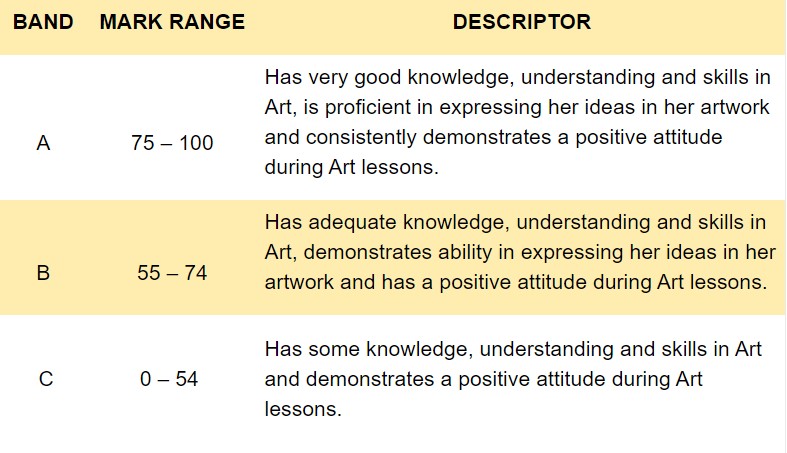 BAND MARK RANGE DESCRIPTOR
Has very good knowledge, understanding and skills in
Art, is proficient in expressing her ideas in her artwork
A 75 – 100 and consistently demonstrates a positive attitude
during Art lessons.
Has adequate knowledge, understanding and skills in
Art, demonstrates ability in expressing her ideas in her
B 55 – 74 artwork and has a positive attitude during Art lessons.
Has some knowledge, understanding and skills in Art
C 0 – 54 and demonstrates a positive attitude during Art
lessons.